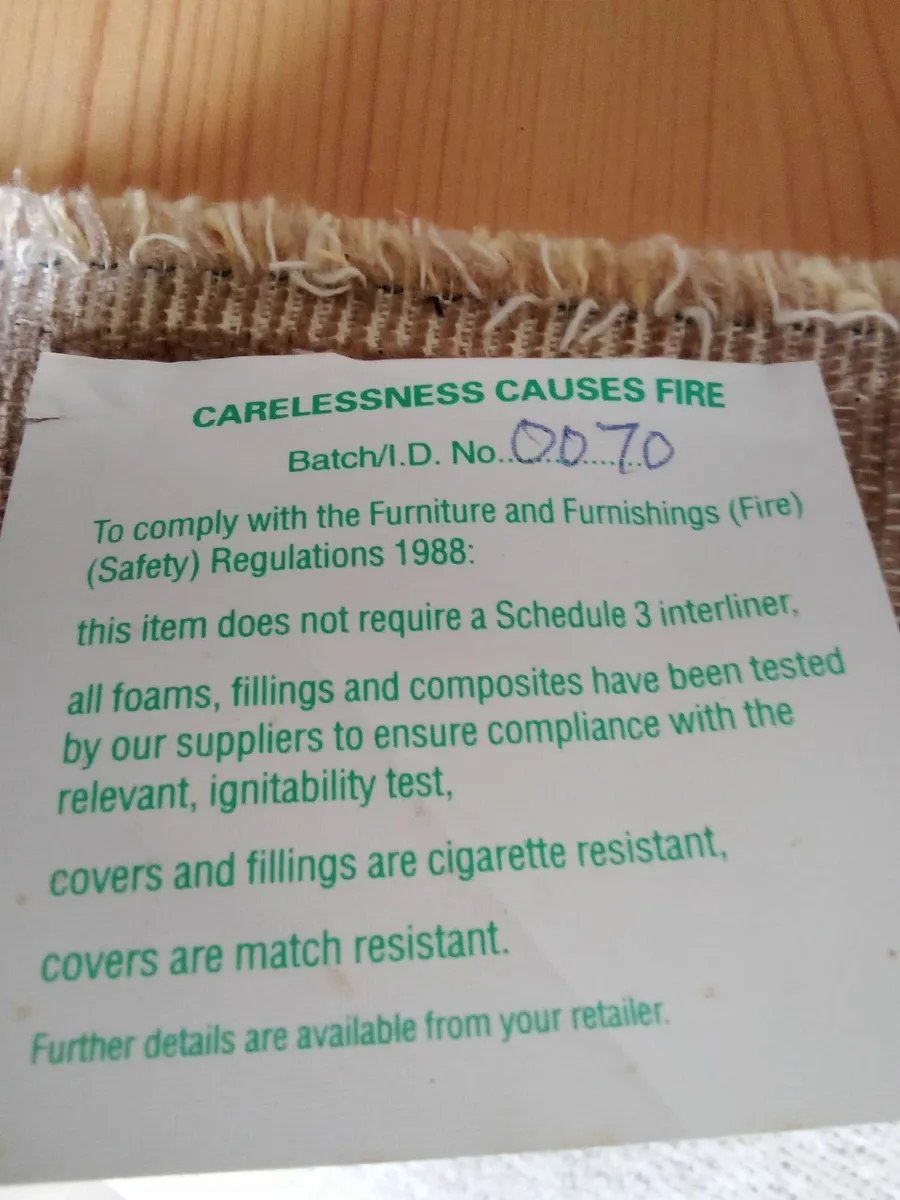 CARELESSNESS CAUSES FIRE
Batch/I.D. No. 0070
To comply with the Furniture and Furnishings (Fire)
(Safety) Regulations 1988:
this item does not require a Schedule 3 interliner,
all foams, fillings and composites have been tested
by our suppliers to ensure compliance with the
relevant, ignitability test,
covers and fillings are cigarette resistant,
covers are match resistant.
Further details are available from your retailer.